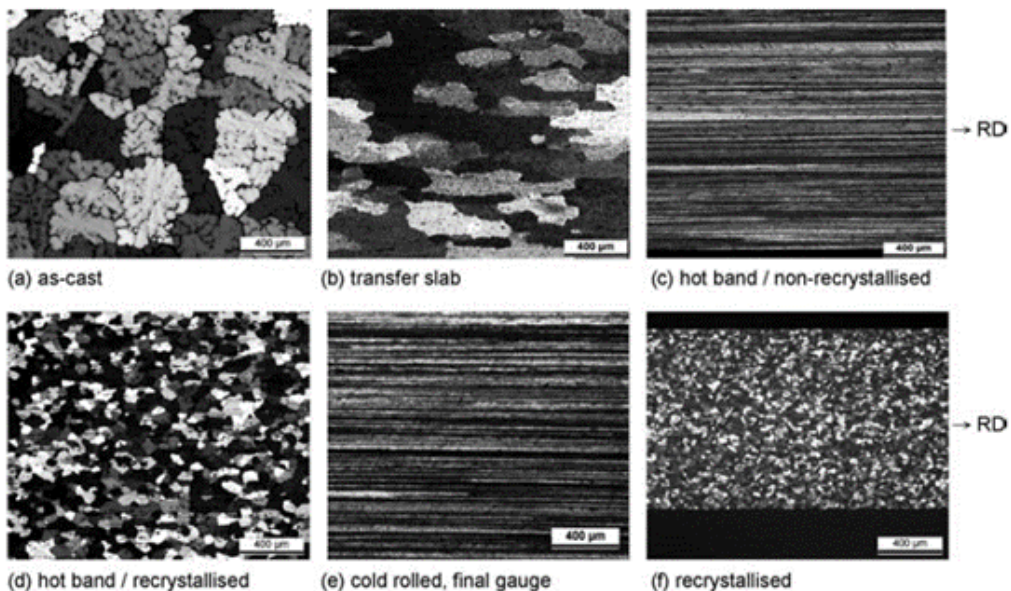 400 µm
400 µm
400 µm
→ RD
(a) as-cast
(b) transfer slab
(c) hot band / non-recrystallised
400 µm
400 µm
400 µm
→ RD
(d) hot band / recrystallised
(e) cold rolled, final gauge
(f) recrystallised